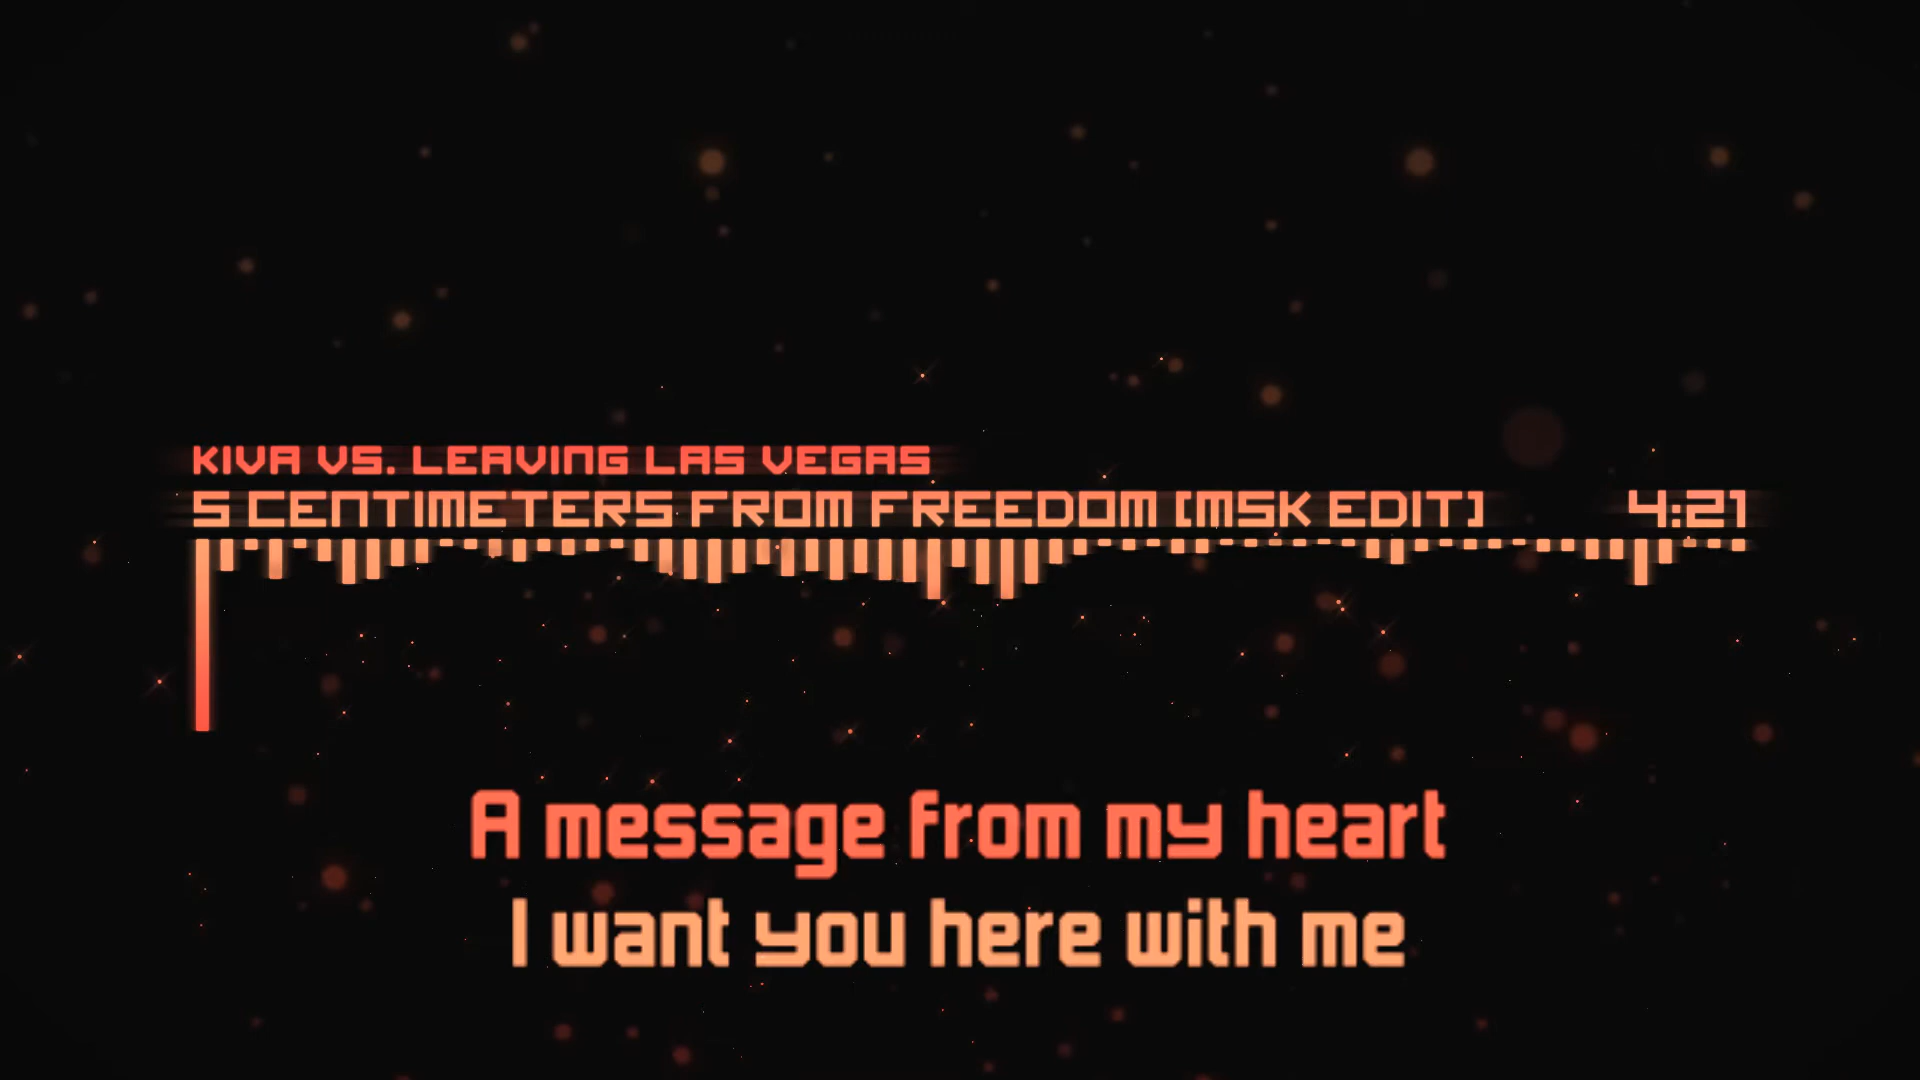 KIVA VS. LEAVING LAS VEGAS
5 CENTIMETERS FROM FREEDOM [MSK EDIT] 4:21
A message from my heart
I want you here with me